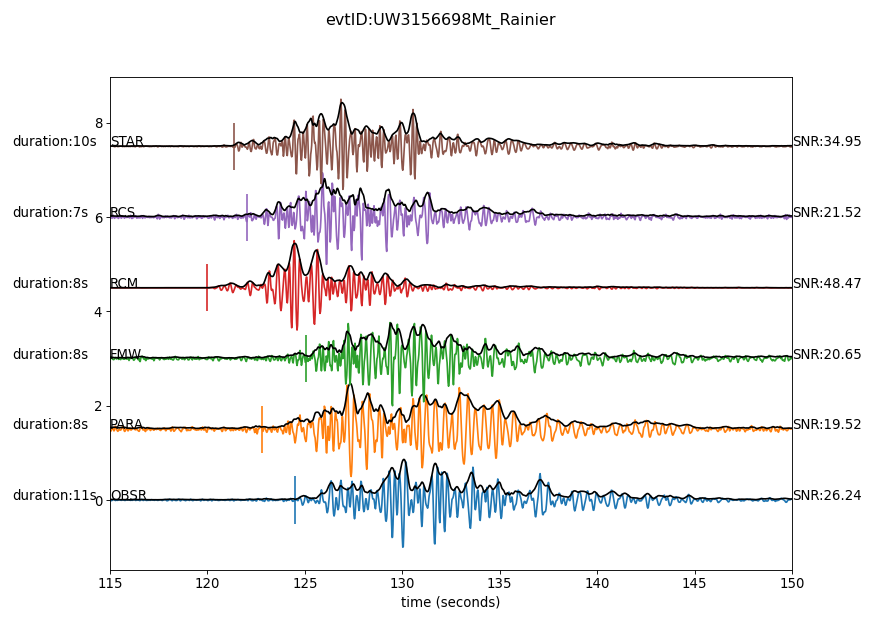 evtID:UW3156698Mt_Rainier
8
duration:10s STAR SNR:34.95
duration:7s RCS SNR:21.52
6
duration:8s RCM SNR:48.47
4
duration:8s FMW SNR:20.65
2
duration:8s PARA SNR:19.52
duration:11s OBSR SNR:26.24
0
115 120 125 130 135 140 145 150
time (seconds)